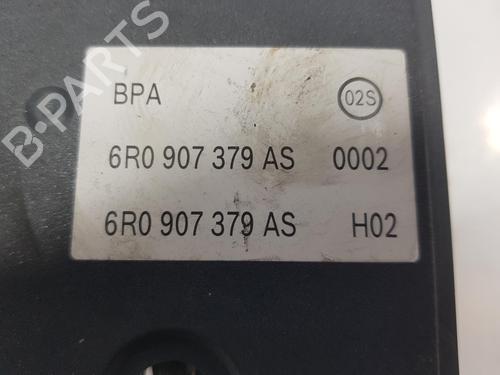 B-PARTS
BPA 02S
6R0 907 379 AS 0002
6R0 907 379 AS H02